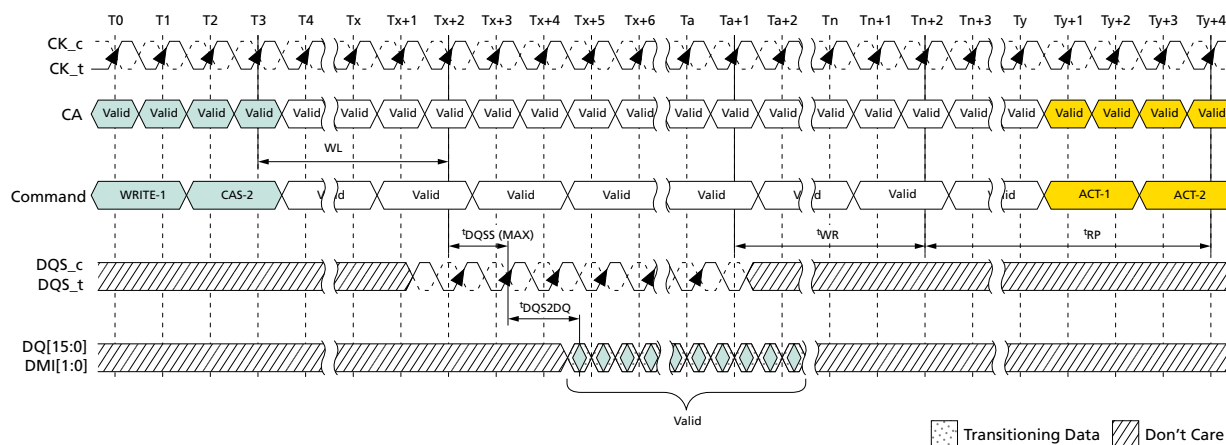 T0 T1 T2 T3 T4 Tx Tx+1 Tx+2 Tx+3 Tx+4 Tx+5 Tx+6 Ta Ta+1 Ta+2 Tn Tn+1 Tn+2 Tn+3 Ty Ty+1 Ty+2 Ty+3 Ty+4
CK_c
CK_t
CA Valid Valid Valid Valid Valid Valid Valid Valid Valid Valid Valid Valid Valid Valid Valid Valid Valid Valid Valid Valid Valid Valid Valid Valid
WL
Command WRITE-1 CAS-2 Valid Valid Valid Valid Valid Valid Valid Valid ACT-1 ACT-2
tDQSS (MAX) tWR tRP
DQS_c
DQS_t
tDQS2DQ
DQ[15:0]
DMI[1:0]
Valid
Transitioning Data Don't Care